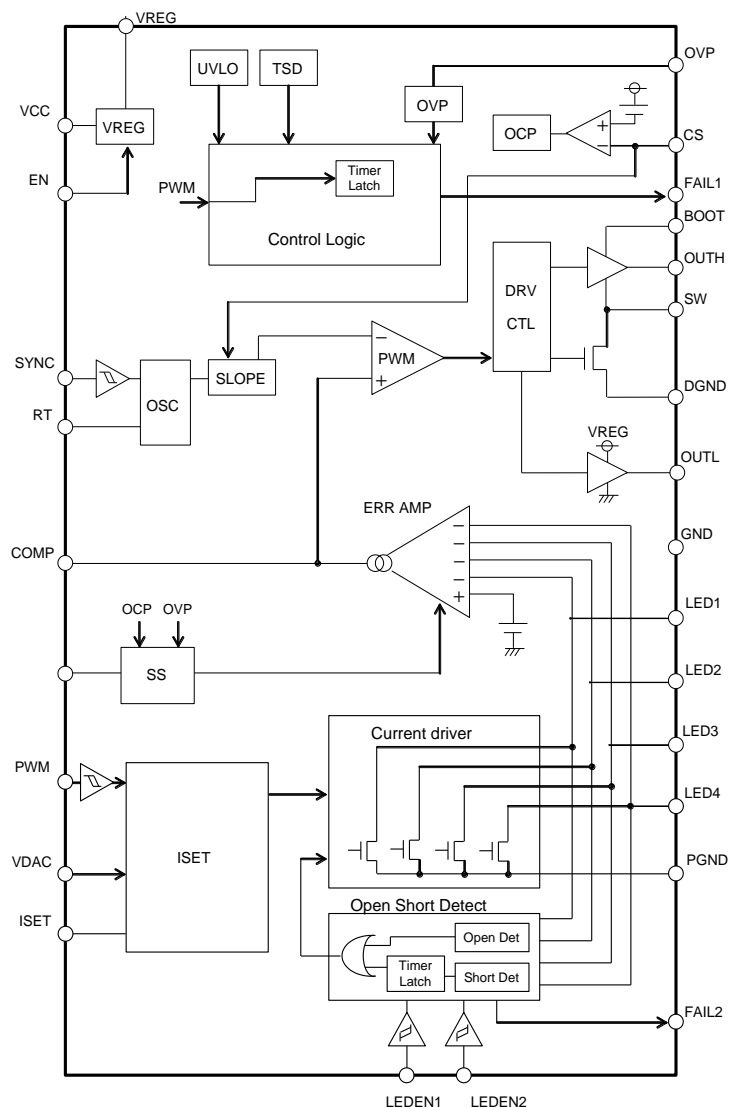 VREG
OVP
UVLO
TSD
VCC
VREG
OVP
OCP
+
−
CS
EN
PWM
Timer
Latch
FAIL1
Control Logic
BOOT
OUTH
DRV
CTL
SW
SYNC
OSC
SLOPE
−
PWM
+
RT
DGND
VREG
OUTL
ERR AMP
GND
COMP
−
−
−
−
+
LED1
OCP
OVP
SS
LED2
Current driver
LED3
PWM
ISET
LED4
VDAC
PGND
ISET
Open Short Detect
Open Det
Timer
Latch
Short Det
FAIL2
LEDEN1
LEDEN2